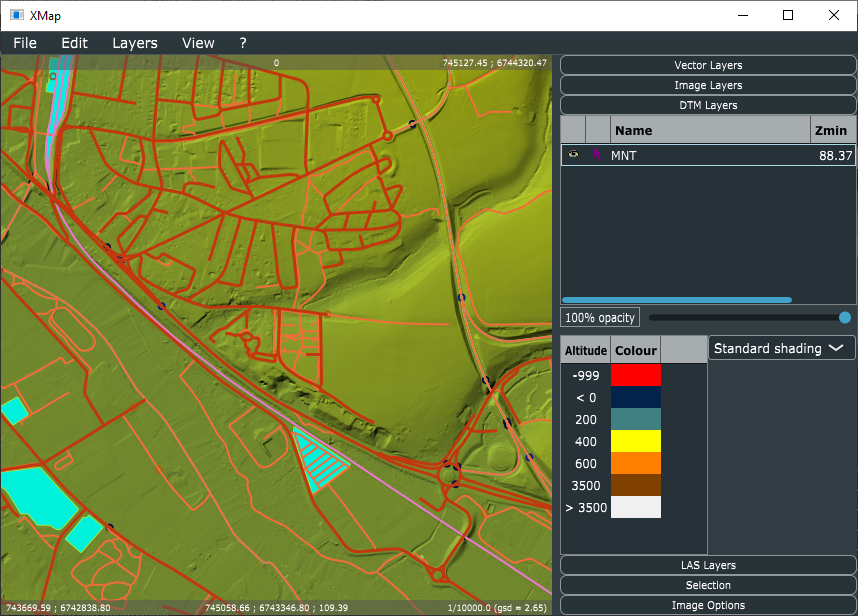 XMap
File Edit Layers View ?
0 745127.45 ; 6744320.47
Vector Layers
Image Layers
DTM Layers
Name Zmin
MNT 88.37
100% opacity
Altitude Colour Standard shading
-999
< 0
200
400
600
3500
> 3500
LAS Layers
Selection
Image Options
743669.59 ; 6742838.80 745058.66 ; 6743346.80 ; 109.39 1/10000.0 (gsd = 2.65)